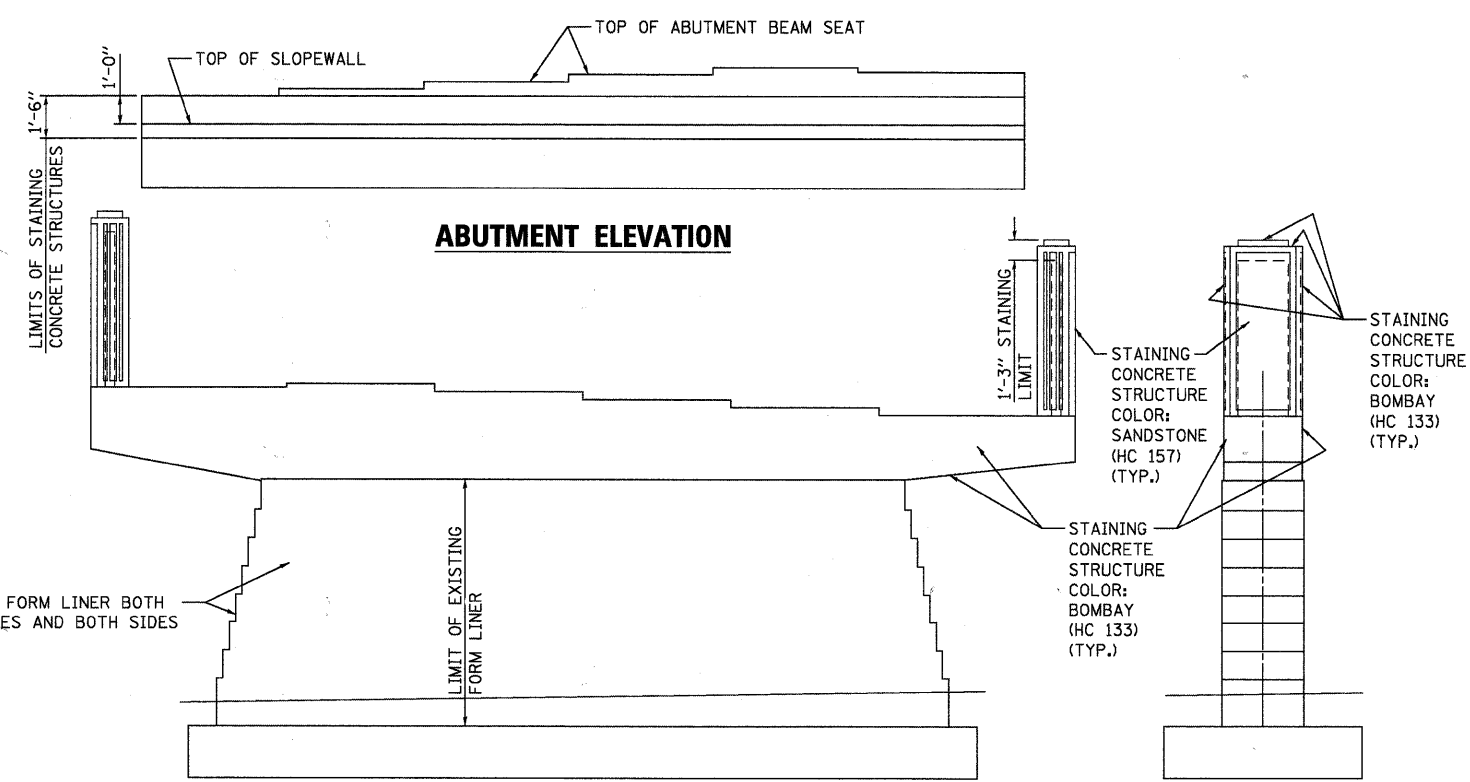 TOP OF ABUTMENT BEAM SEAT
TOP OF SLOPEWALL
1'-0"
1'-6"
LIMITS OF STAINING
CONCRETE STRUCTURES
ABUTMENT ELEVATION
1'-3" STAINING
LIMIT
STAINING
CONCRETE
STRUCTURE
COLOR:
SANDSTONE
(HC 157)
(TYP.)
STAINING
CONCRETE
STRUCTURE
COLOR:
BOMBAY
(HC 133)
(TYP.)
STAINING
CONCRETE
STRUCTURE
COLOR:
BOMBAY
(HC 133)
(TYP.)
FORM LINER BOTH
ES AND BOTH SIDES
LIMIT OF EXISTING
FORM LINER